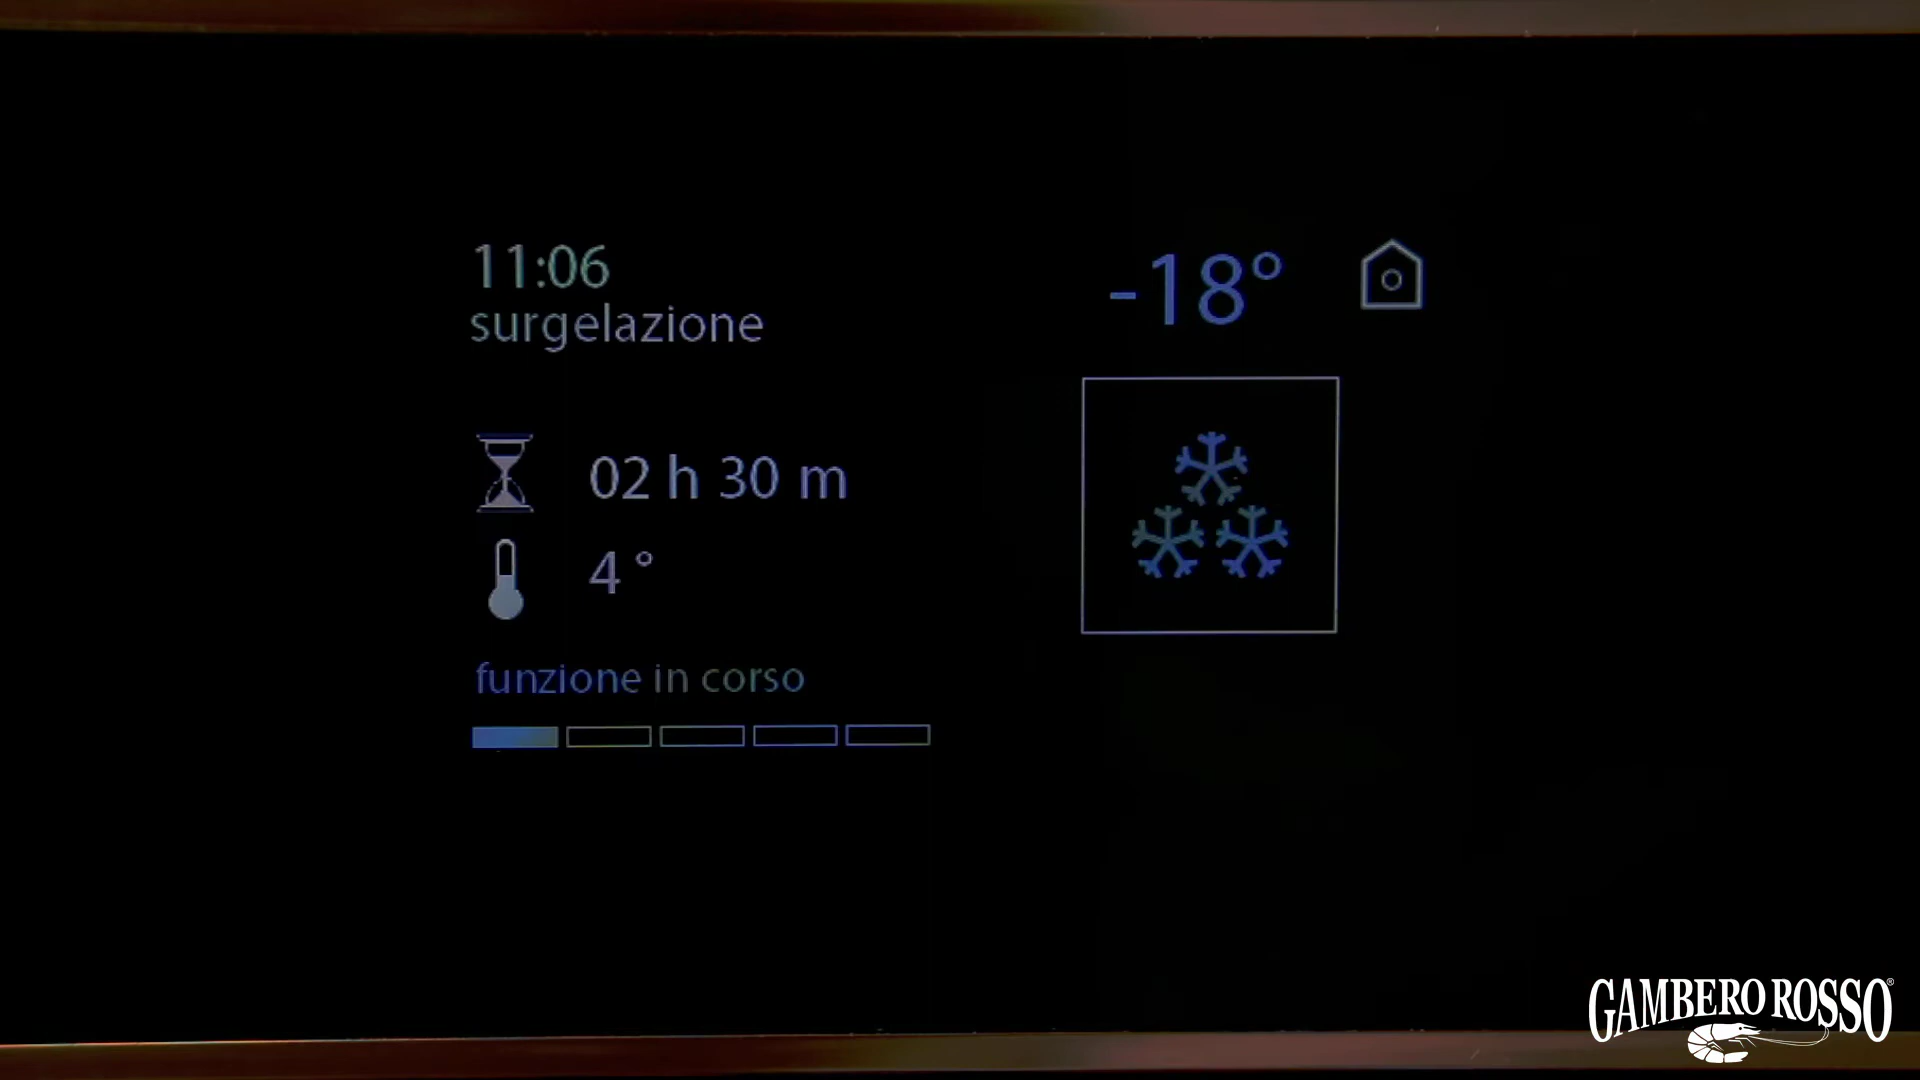 11:06
surgelazione
-18°
02 h 30 m
4°
funzione in corso
GAMBERO ROSSO®